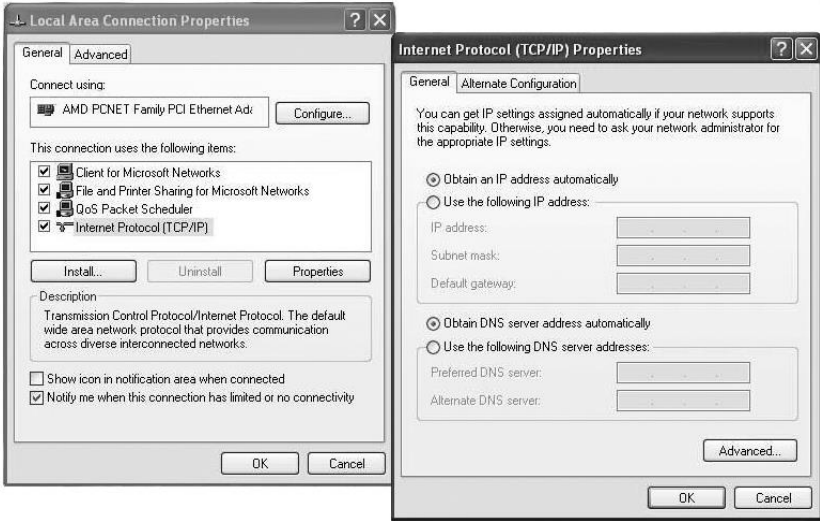 Local Area Connection Properties
General
Advanced
Connect using:
AMD PCNET Family PCI Ethernet Ada
Configure...
This connection uses the following items:
Client for Microsoft Networks
File and Printer Sharing for Microsoft Networks
QoS Packet Scheduler
Internet Protocol (TCP/IP)
Install...
Uninstall
Properties
Description
Transmission Control Protocol/Internet Protocol. The default
wide area network protocol that provides communication
across diverse interconnected networks.
Show icon in notification area when connected
Notify me when this connection has limited or no connectivity
OK
Cancel
Internet Protocol (TCP/IP) Properties
General
Alternate Configuration
You can get IP settings assigned automatically if your network supports
this capability. Otherwise, you need to ask your network administrator for
the appropriate IP settings.
Obtain an IP address automatically
Use the following IP address:
IP address:
Subnet mask:
Default gateway:
Obtain DNS server address automatically
Use the following DNS server addresses:
Preferred DNS server:
Alternate DNS server:
Advanced...
OK
Cancel